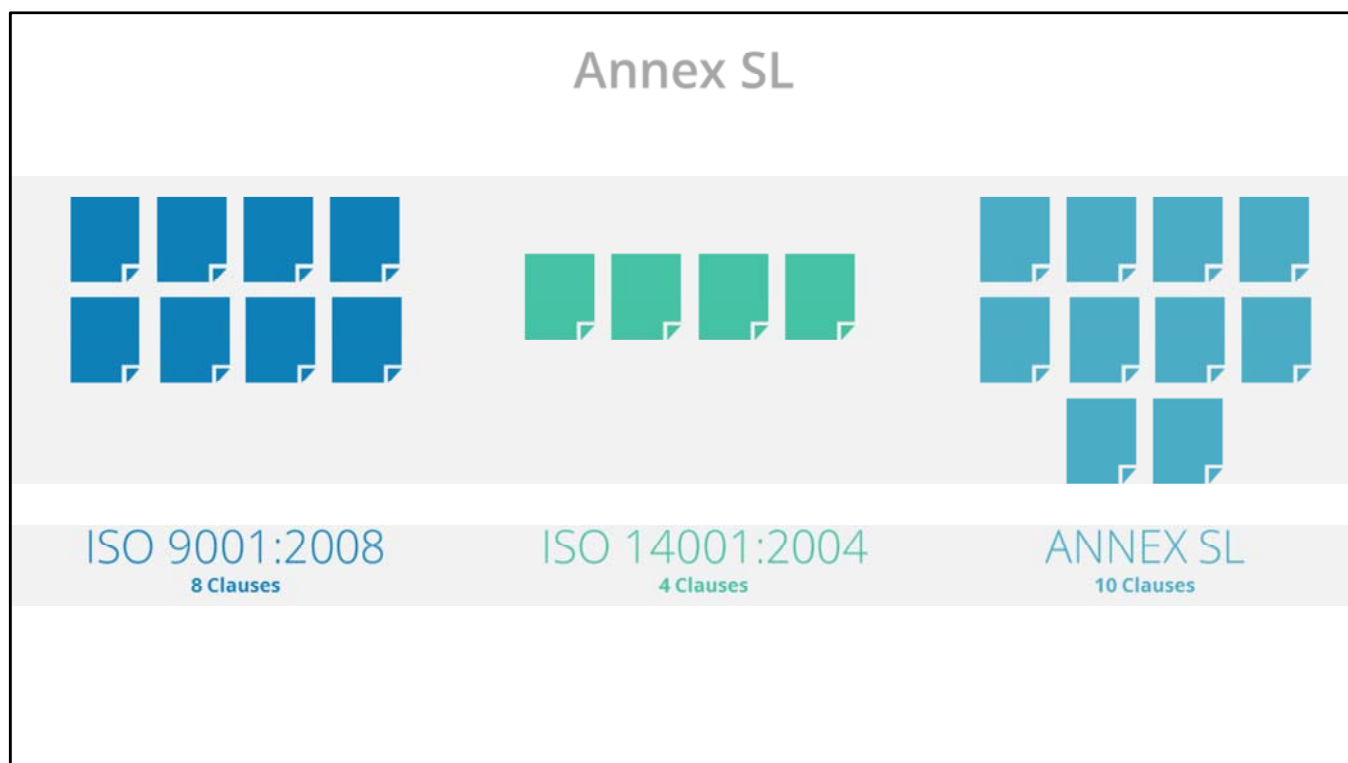 Annex SL
ISO 9001:2008
8 Clauses
ISO 14001:2004
4 Clauses
ANNEX SL
10 Clauses